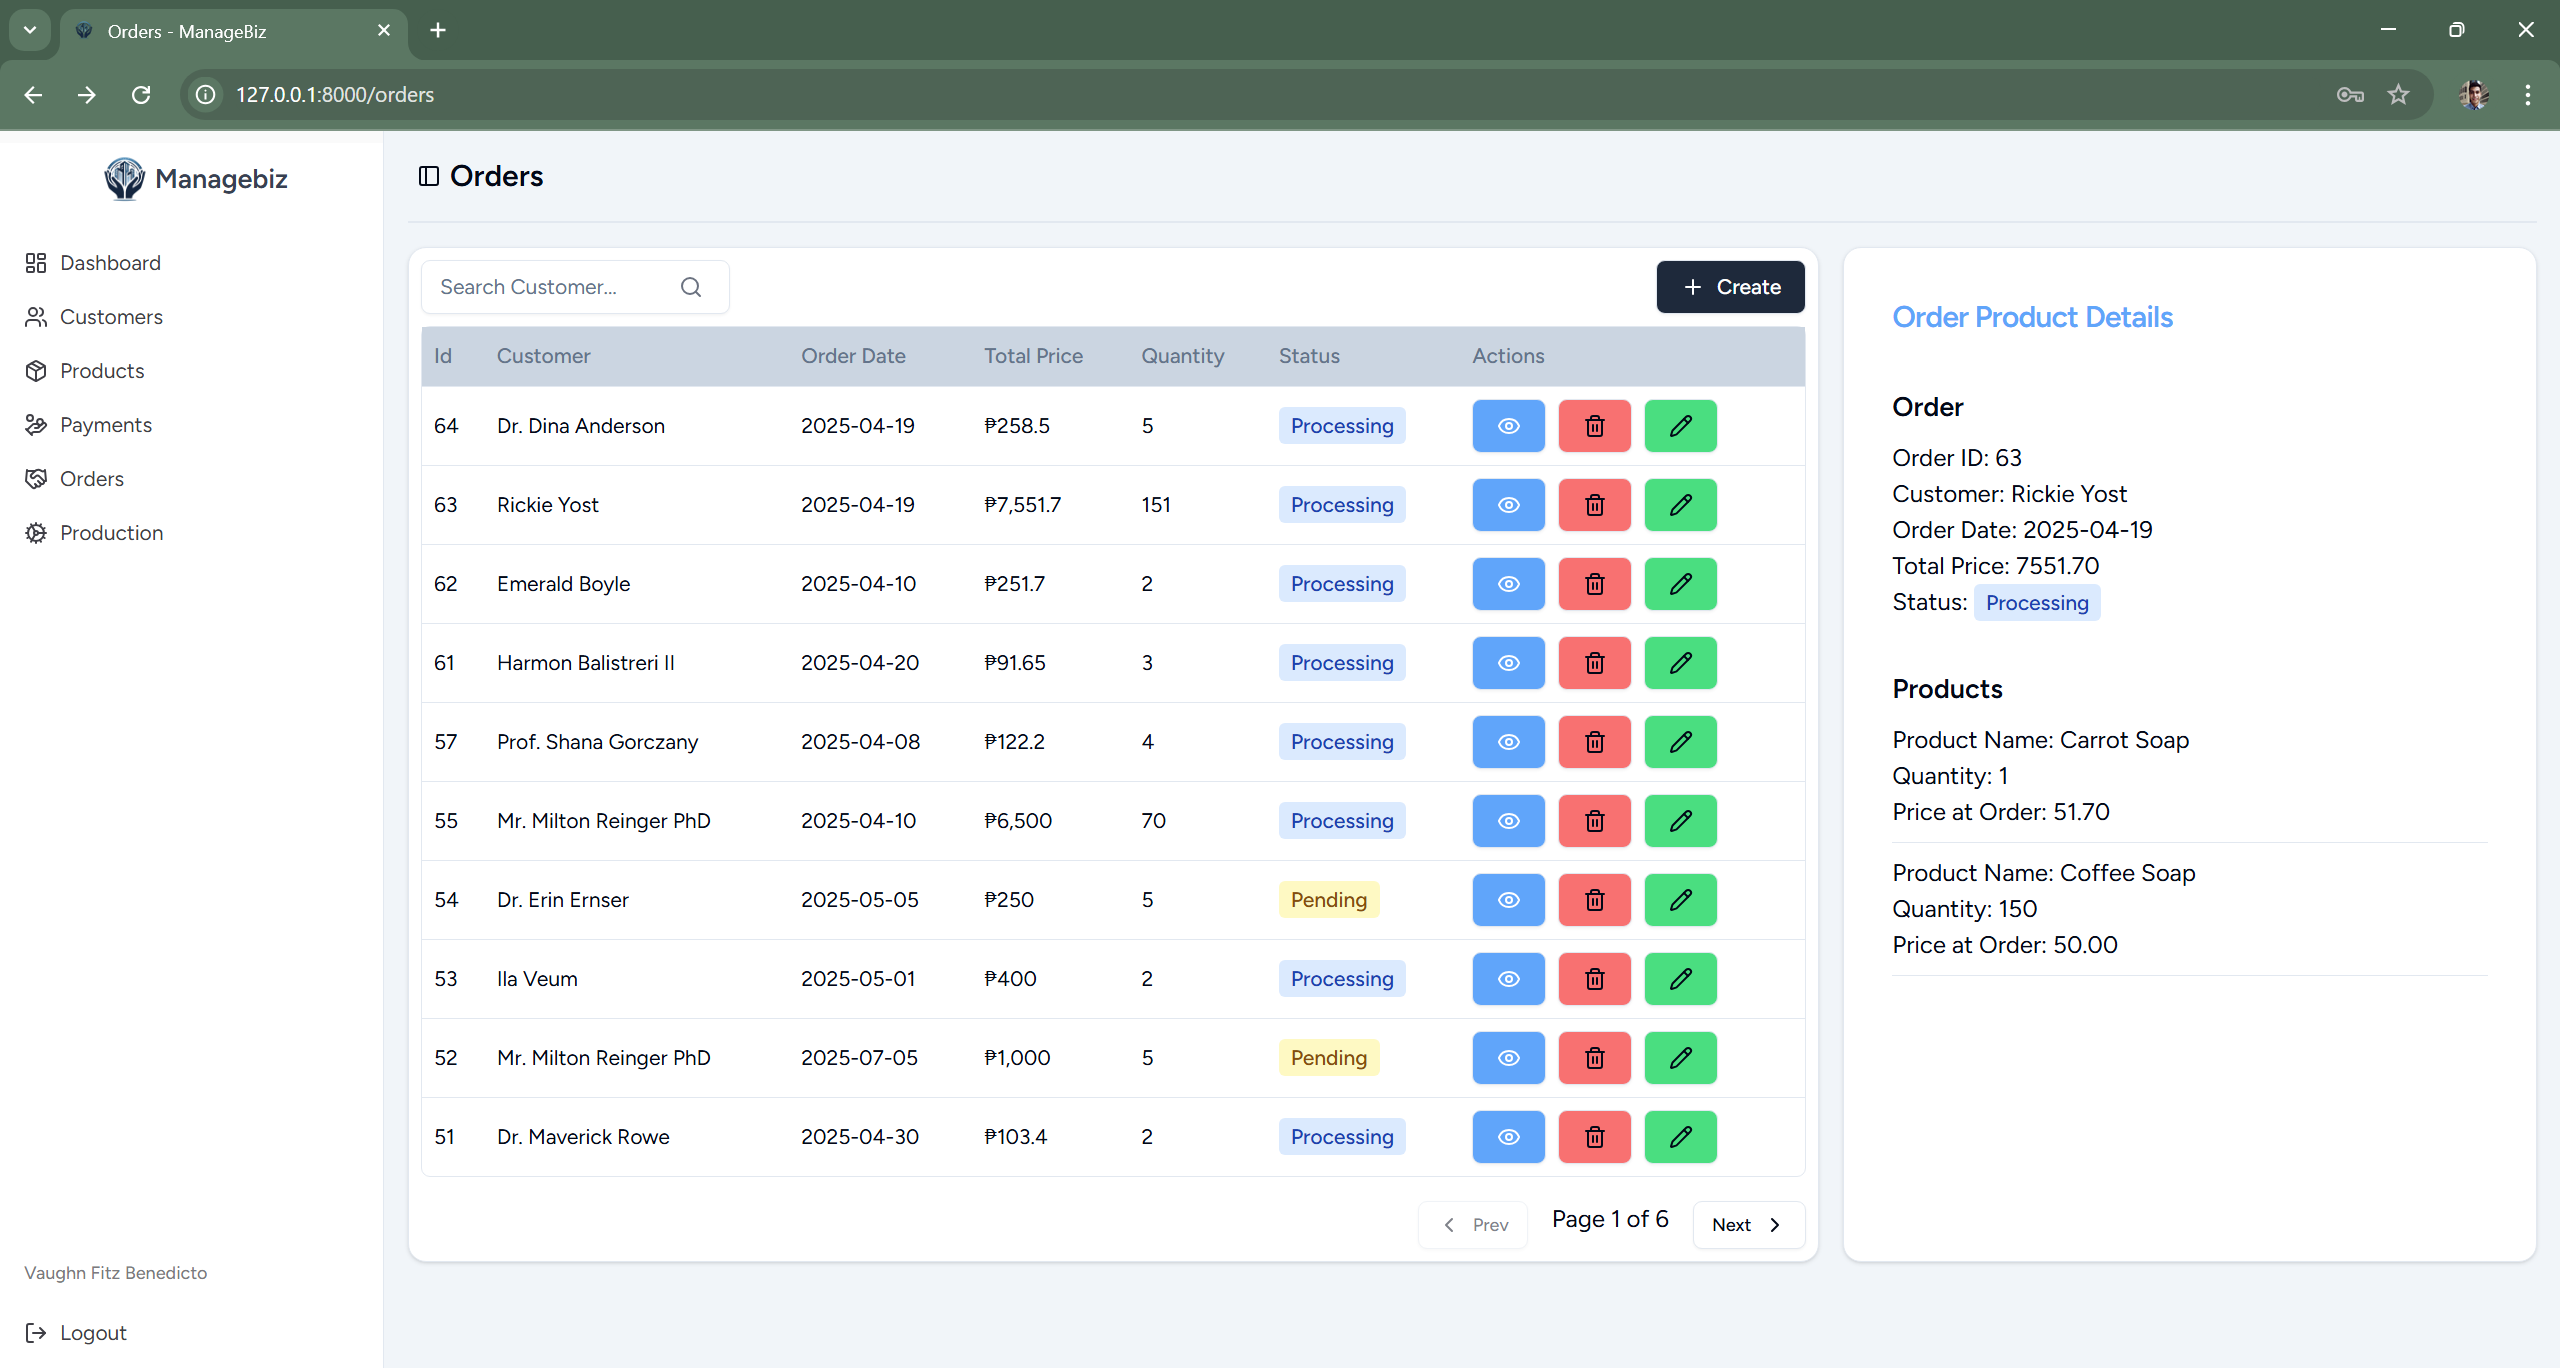 Orders - ManageBiz
127.0.0.1:8000/orders
Managebiz
Dashboard
Customers
Products
Payments
Orders
Production
Vaughn Fitz Benedicto
Logout
Orders
Search Customer...
Create
Id Customer Order Date Total Price Quantity Status Actions
64 Dr. Dina Anderson 2025-04-19 ₱258.5 5 Processing
63 Rickie Yost 2025-04-19 ₱7,551.7 151 Processing
62 Emerald Boyle 2025-04-10 ₱251.7 2 Processing
61 Harmon Balistreri II 2025-04-20 ₱91.65 3 Processing
57 Prof. Shana Gorczany 2025-04-08 ₱122.2 4 Processing
55 Mr. Milton Reinger PhD 2025-04-10 ₱6,500 70 Processing
54 Dr. Erin Ernser 2025-05-05 ₱250 5 Pending
53 Ila Veum 2025-05-01 ₱400 2 Processing
52 Mr. Milton Reinger PhD 2025-07-05 ₱1,000 5 Pending
51 Dr. Maverick Rowe 2025-04-30 ₱103.4 2 Processing
Prev Page 1 of 6 Next
Order Product Details
Order
Order ID: 63
Customer: Rickie Yost
Order Date: 2025-04-19
Total Price: 7551.70
Status: Processing
Products
Product Name: Carrot Soap
Quantity: 1
Price at Order: 51.70
Product Name: Coffee Soap
Quantity: 150
Price at Order: 50.00